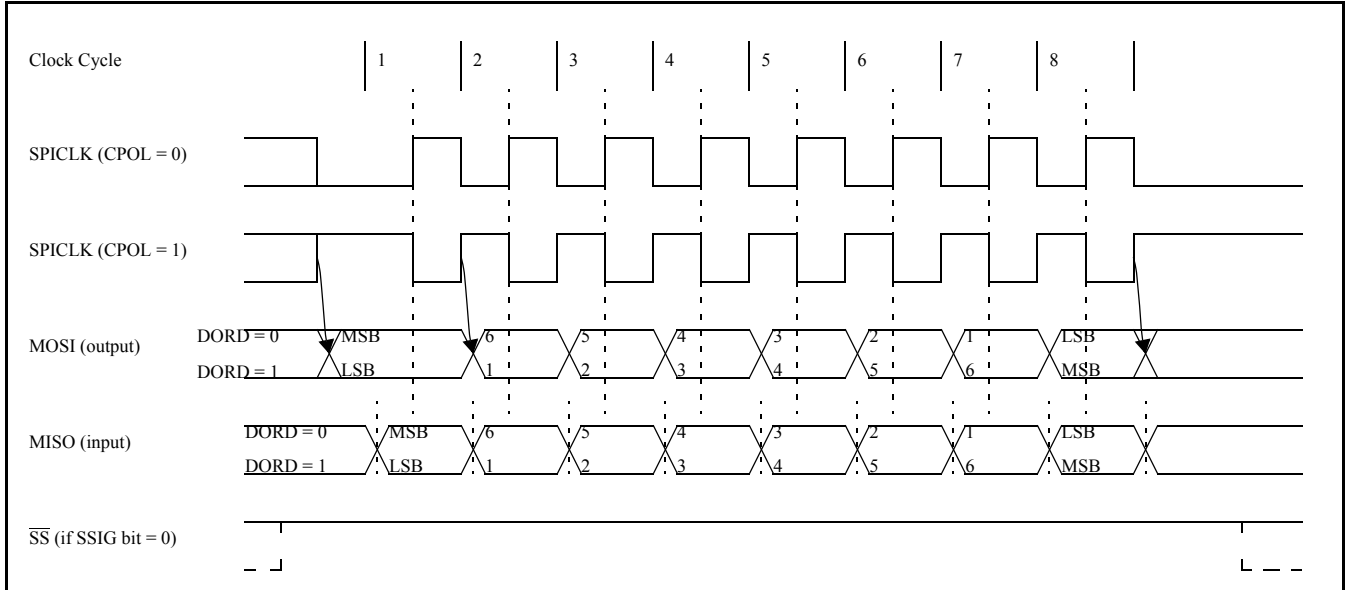 Clock Cycle 1 2 3 4 5 6 7 8
SPICLK (CPOL = 0)
SPICLK (CPOL = 1)
DORD = 0 MSB 6 5 4 3 2 1 LSB
MOSI (output)
DORD = 1 LSB 1 2 3 4 5 6 MSB
DORD = 0 MSB 6 5 4 3 2 1 LSB
MISO (input)
DORD = 1 LSB 1 2 3 4 5 6 MSB
SS (if SSIG bit = 0)